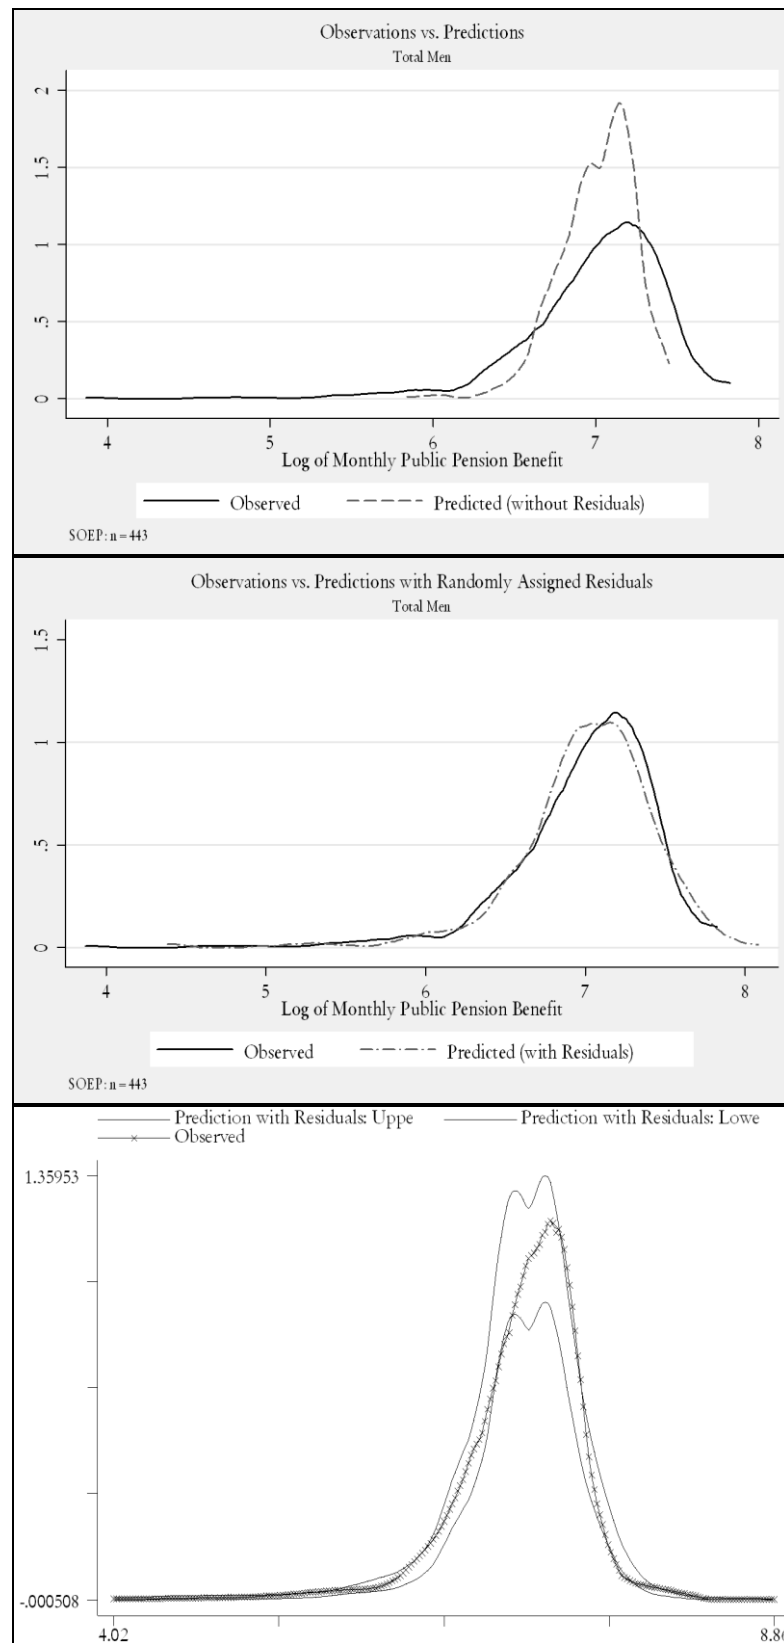 Observations vs. Predictions
Total Men
2
1.5
1
.5
0
4 5 6 7 8
Log of Monthly Public Pension Benefit
Observed Predicted (without Residuals)
SOEP: n = 443
Observations vs. Predictions with Randomly Assigned Residuals
Total Men
1.5
1
.5
0
4 5 6 7 8
Log of Monthly Public Pension Benefit
Observed Predicted (with Residuals)
SOEP: n = 443
Prediction with Residuals: Uppe Prediction with Residuals: Lowe
Observed
1.35953
-.000508
4.02 8.86